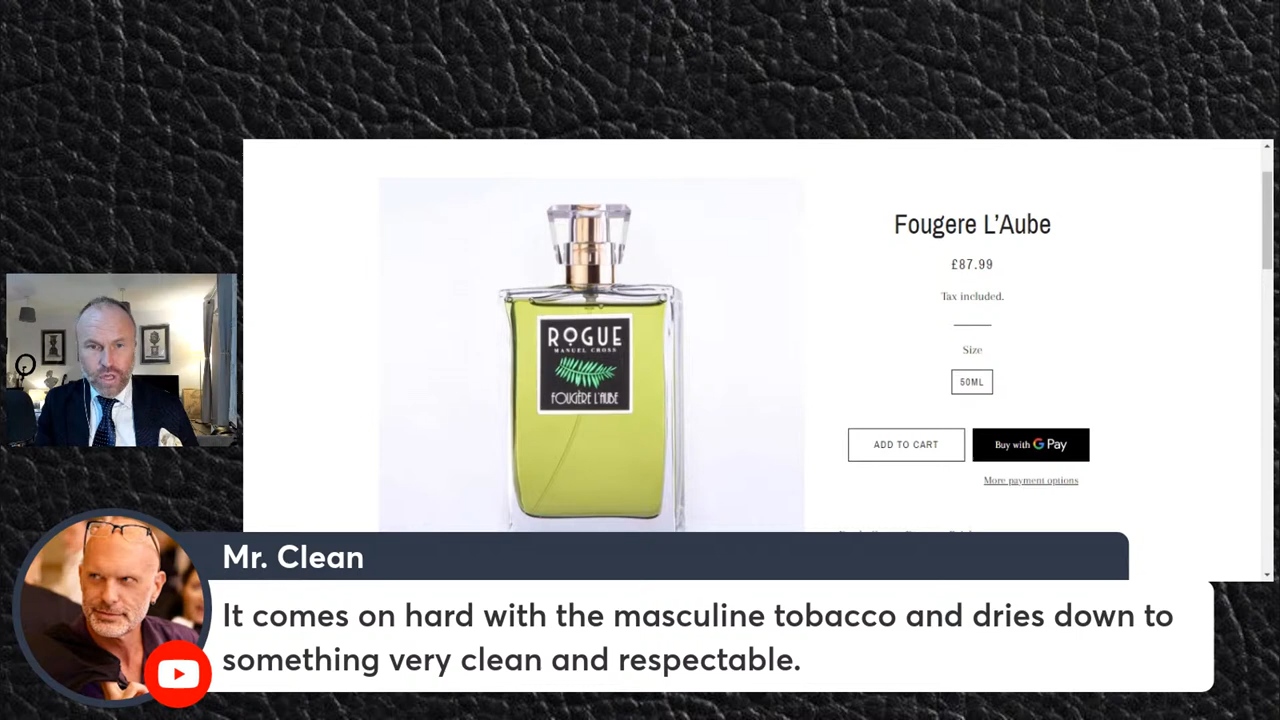 Fougere L'Aube
£87.99
Tax included.
Size
50ML
ADD TO CART
Buy with G Pay
More payment options
ROGUE
MANUEL CROSS
FOUGÈRE L'AUBE
Mr. Clean
It comes on hard with the masculine tobacco and dries down to
something very clean and respectable.